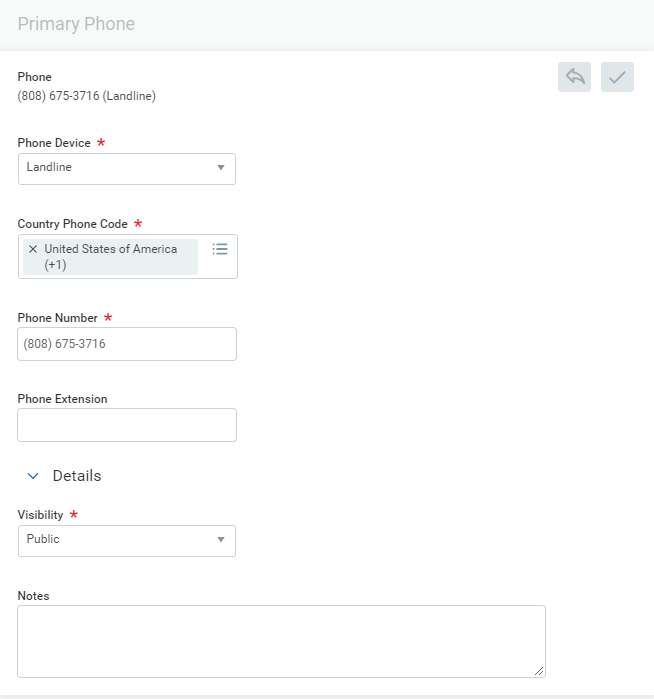 Primary Phone
Phone
(808) 675-3716 (Landline)
Phone Device *
Landline
Country Phone Code *
× United States of America
(+1)
Phone Number *
(808) 675-3716
Phone Extension
Details
Visibility *
Public
Notes